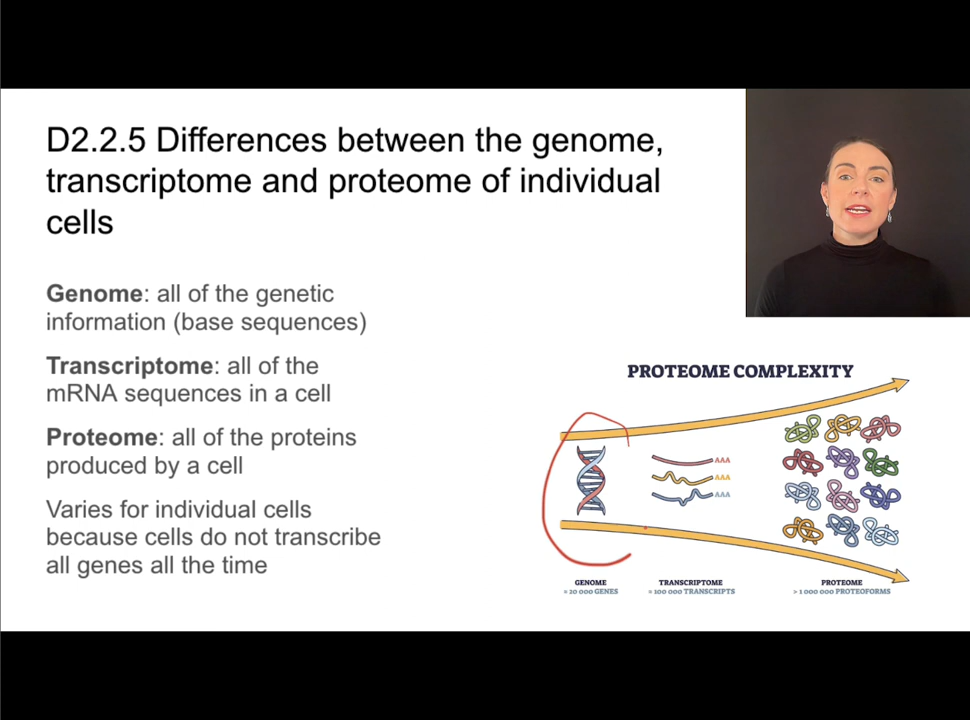 D2.2.5 Differences between the genome,
transcriptome and proteome of individual
cells
Genome: all of the genetic
information (base sequences)
Transcriptome: all of the
mRNA sequences in a cell
Proteome: all of the proteins
produced by a cell
Varies for individual cells
because cells do not transcribe
all genes all the time
PROTEOME COMPLEXITY
AAA
AAA
AAA
GENOME
≈ 20 000 GENES
TRANSCRIPTOME
≈ 100 000 TRANSCRIPTS
PROTEOME
> 1 000 000 PROTEOFORMS